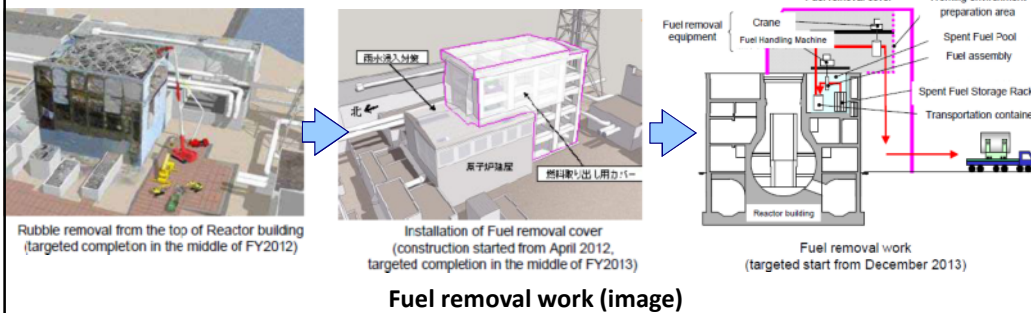 Fuel removal equipment
Crane
Fuel Handling Machine
preparation area
Spent Fuel Pool
Fuel assembly
Spent Fuel Storage Rack
Transportation containe
Reactor building
雨水浸入対策
北
原子炉建屋
燃料取り出し用カバー
Rubble removal from the top of Reactor building
(targeted completion in the middle of FY2012)
Installation of Fuel removal cover
(construction started from April 2012,
targeted completion in the middle of FY2013)
Fuel removal work
(targeted start from December 2013)
Fuel removal work (image)